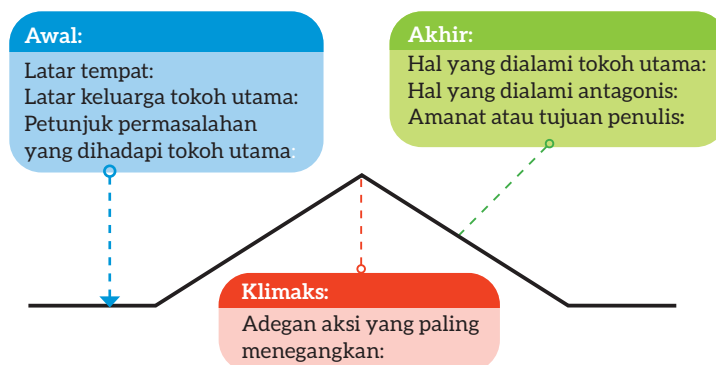 Awal:
Latar tempat:
Latar keluarga tokoh utama:
Petunjuk permasalahan
yang dihadapi tokoh utama:
Akhir:
Hal yang dialami tokoh utama:
Hal yang dialami antagonis:
Amanat atau tujuan penulis:
Klimaks:
Adegan aksi yang paling
menegangkan: